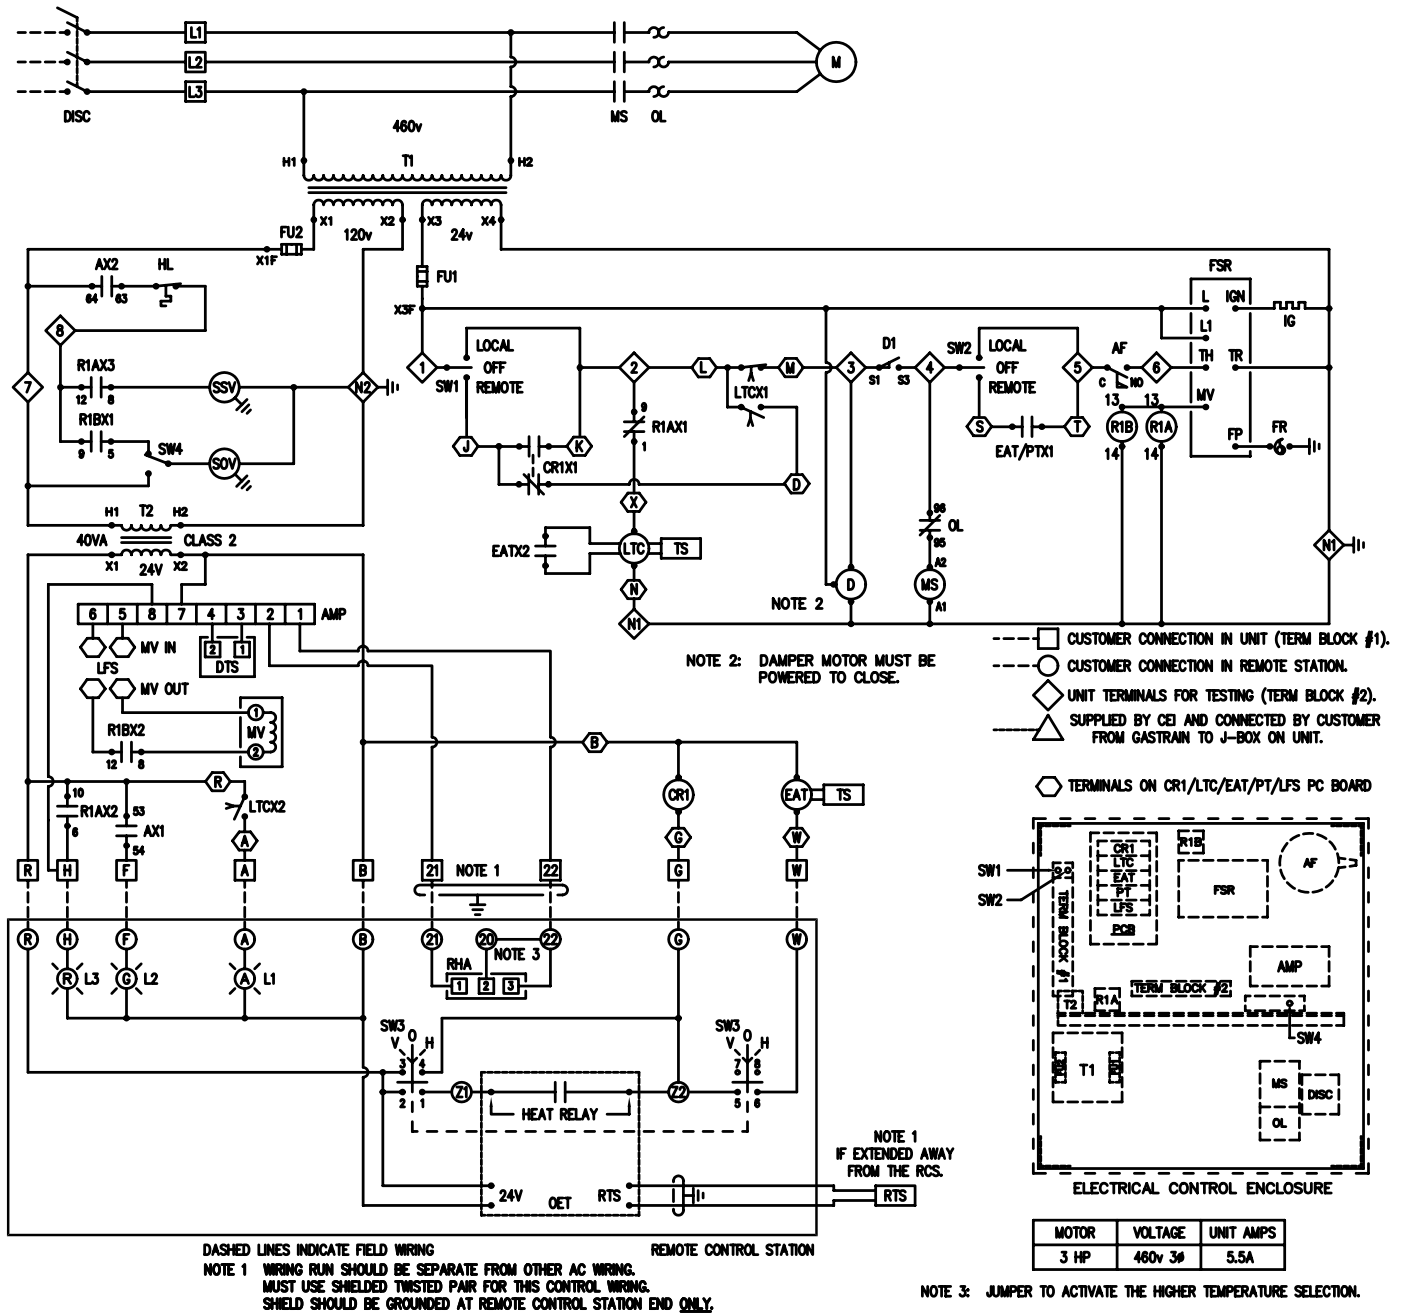 L1
L2
L3
DISC
MS OL
M
460v
H1 T1 H2
X1 X2 X3 X4
FU2 120v 24v
X1F
FU1
X3F
AX2 HL
64 63
8
R1AX3
12 8
SSV
7
N2
R1BX1
9 5
SW4
SOV
H1 T2 H2
40VA CLASS 2
X1 X2
24V
1
LOCAL
OFF
REMOTE
SW1
J K
CR1X1
2
9
R1AX1
1
X
EATX2 LTC TS
N
N1
L
LTCX1
M
D
3
D1
S1 S3
4
SW2
LOCAL
OFF
REMOTE
S T
EAT/PTX1
5
AF
C NO
6
13 13
R1B R1A
14 14
FSR
L IGN
IG
L1
TH TR
MV
FP FR
96
OL
95
A2
MS
A1
D
NOTE 2
N1
NOTE 2: DAMPER MOTOR MUST BE
POWERED TO CLOSE.
CUSTOMER CONNECTION IN UNIT (TERM BLOCK #1).
CUSTOMER CONNECTION IN REMOTE STATION.
UNIT TERMINALS FOR TESTING (TERM BLOCK #2).
SUPPLIED BY CEI AND CONNECTED BY CUSTOMER
FROM GASTRAIN TO J-BOX ON UNIT.
TERMINALS ON CR1/LTC/EAT/PT/LFS PC BOARD
6 5 8 7 4 3 2 1 AMP
MV IN
2 1
LFS
DTS
MV OUT
R1BX2
12 8
1
MV
2
B
R
10
R1AX2
6
53
AX1
54
LTCX2
A
CR1
EAT TS
G W
R H F A B 21 22 G W
NOTE 1
R H F A B 21 20 22 G W
R L3
G L2
A L1
RHA
NOTE 3
1 2 3
SW3
O
V H
3 4
2 1
Z1
HEAT RELAY
Z2
SW3
O
V H
7 8
5 6
24V
OET
RTS
NOTE 1
IF EXTENDED AWAY
FROM THE RCS.
RTS
DASHED LINES INDICATE FIELD WIRING
REMOTE CONTROL STATION
NOTE 1 WIRING RUN SHOULD BE SEPARATE FROM OTHER AC WIRING.
MUST USE SHIELDED TWISTED PAIR FOR THIS CONTROL WIRING.
SHIELD SHOULD BE GROUNDED AT REMOTE CONTROL STATION END ONLY.
SW1
SW2
CR1
LTC
EAT
PT
LFS
PCB
R1B
FSR
AF
TERM BLOCK #1
AMP
TERM BLOCK #2
T2
R1A
SW4
T1
MS
OL
DISC
ELECTRICAL CONTROL ENCLOSURE
MOTOR VOLTAGE UNIT AMPS
3 HP 460v 3ø 5.5A
NOTE 3: JUMPER TO ACTIVATE THE HIGHER TEMPERATURE SELECTION.